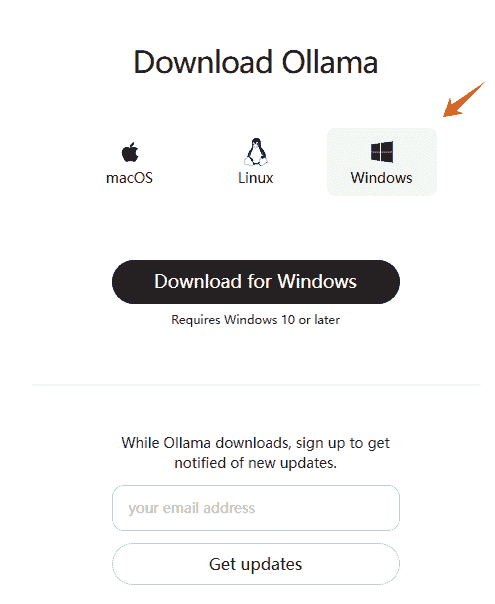 Download Ollama
macOS
Linux
Windows
Download for Windows
Requires Windows 10 or later
While Ollama downloads, sign up to get
notified of new updates.
your email address
Get updates